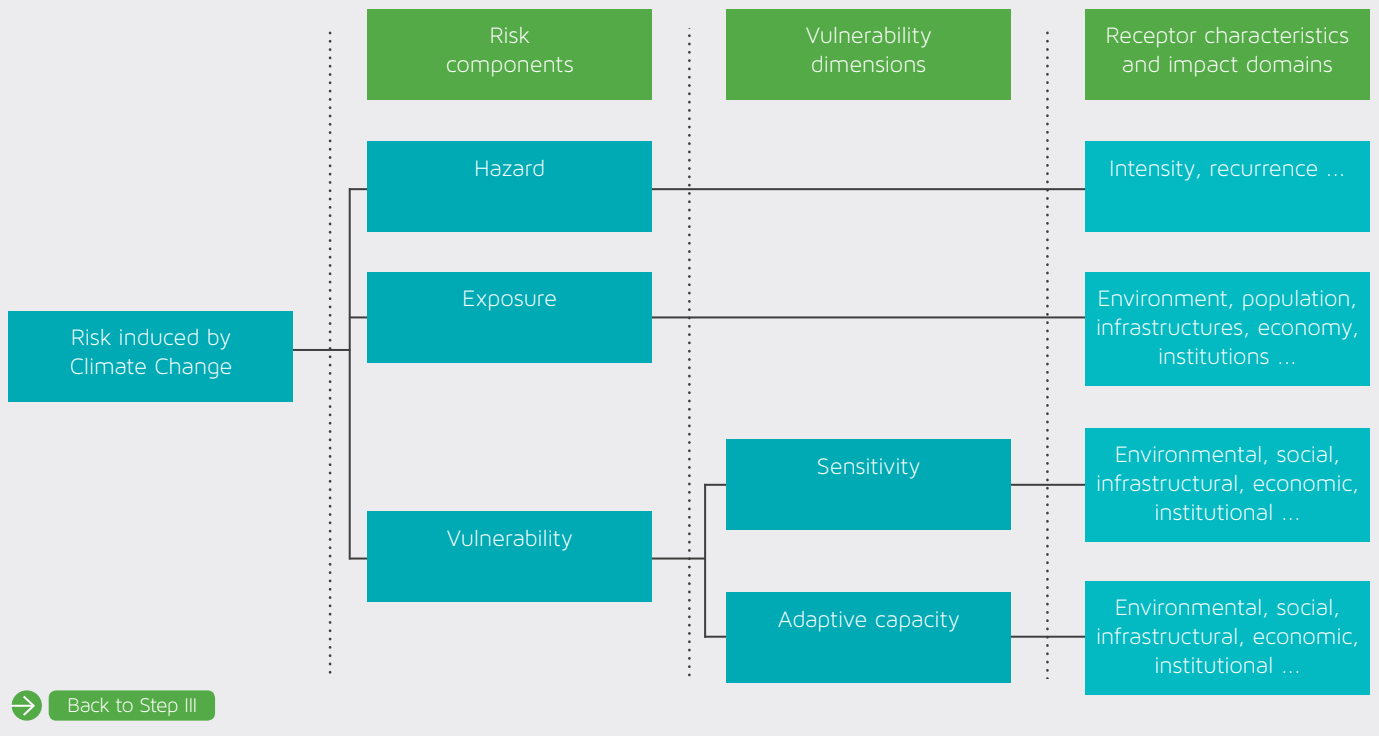 Risk
components
Vulnerability
dimensions
Receptor characteristics
and impact domains
Hazard
Intensity, recurrence ...
Exposure
Environment, population,
infrastructures, economy,
institutions ...
Risk induced by
Climate Change
Sensitivity
Environmental, social,
infrastructural, economic,
institutional ...
Vulnerability
Adaptive capacity
Environmental, social,
infrastructural, economic,
institutional ...
Back to Step III